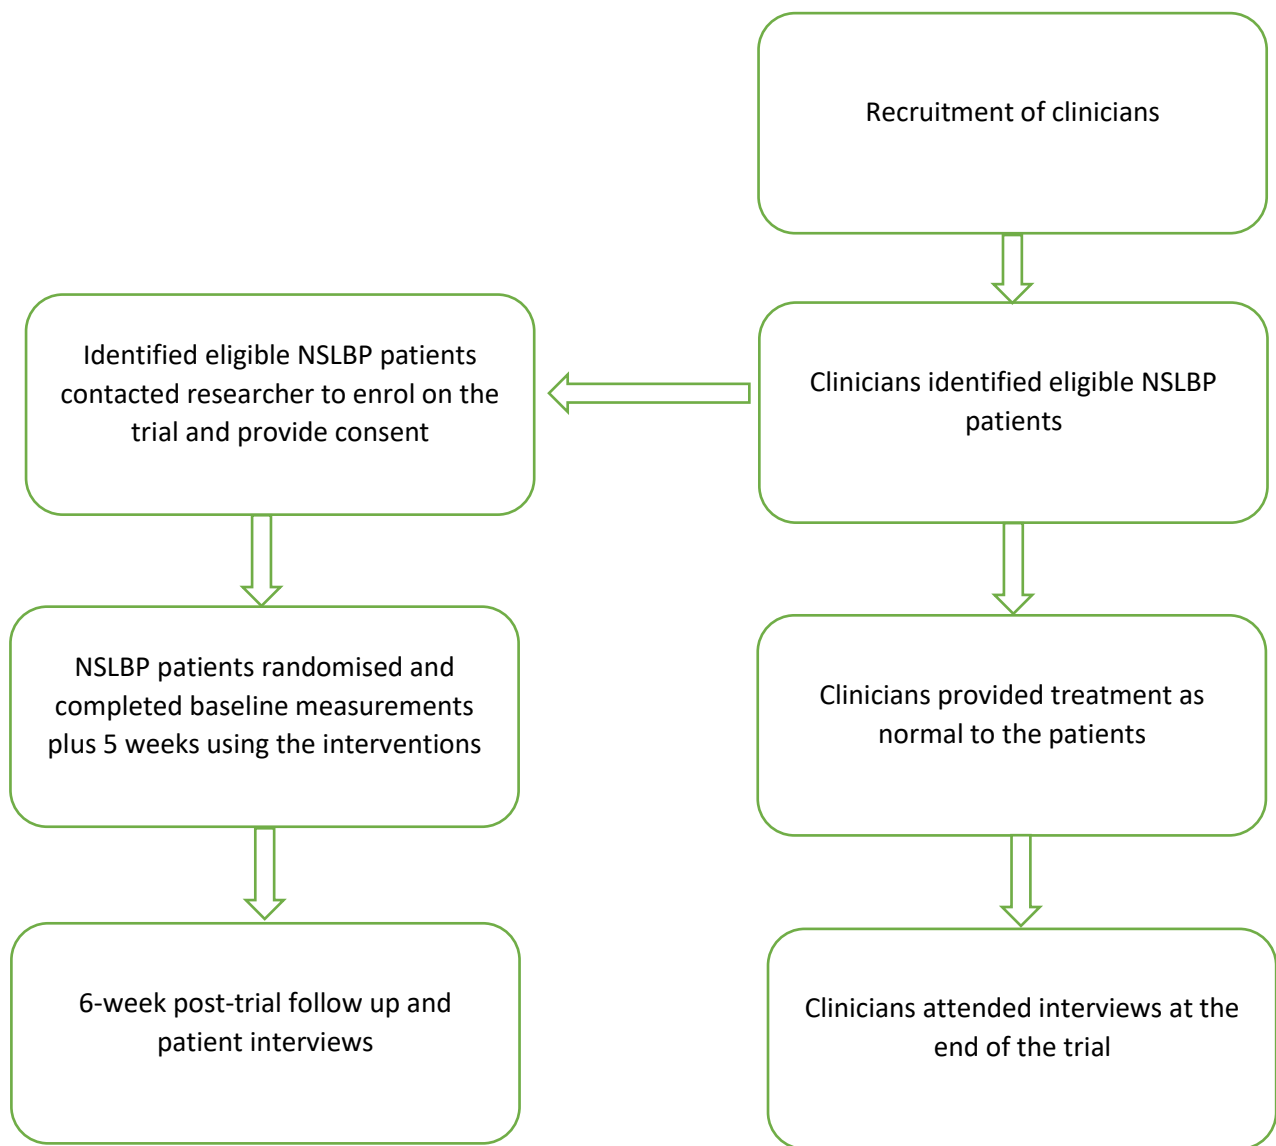 Recruitment of clinicians
Clinicians identified eligible NSLBP
patients
Identified eligible NSLBP patients
contacted researcher to enrol on the
trial and provide consent
NSLBP patients randomised and
completed baseline measurements
plus 5 weeks using the interventions
Clinicians provided treatment as
normal to the patients
6-week post-trial follow up and
patient interviews
Clinicians attended interviews at the
end of the trial